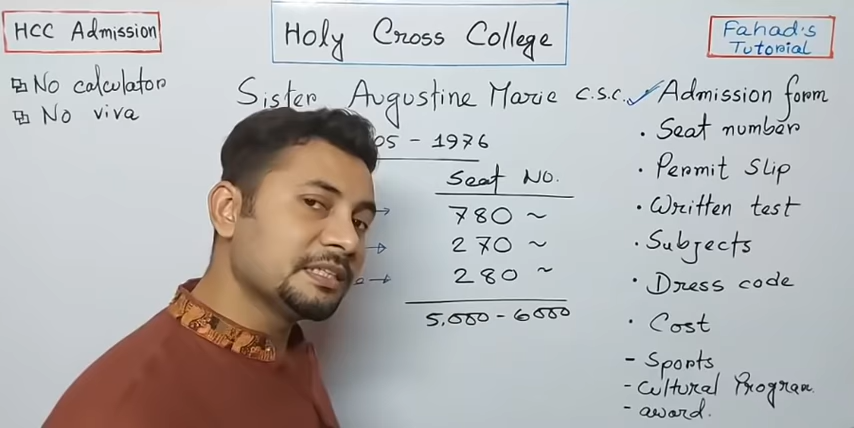 HCC Admission
No calculator
No viva
Holy Cross College
Sister Augustine Marie C.S.C.
05 - 1976
Seat NO.
780 ~
270 ~
280 ~
5,000 - 6000
Fahad's
Tutorial
✓ Admission form
• Seat number
• Permit Slip
• Written test
• Subjects
• Dress code
• Cost
- Sports
- Cultural Program.
- award.